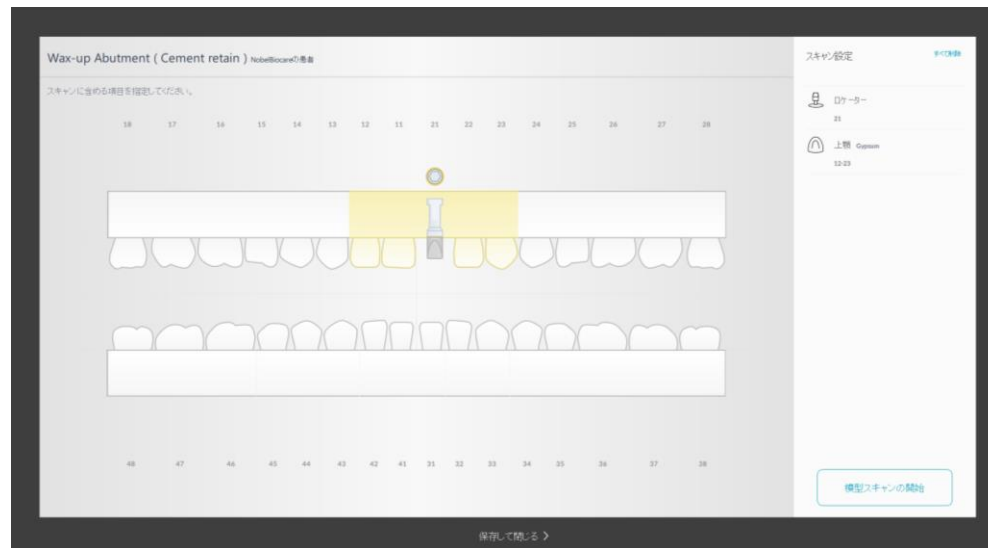 Wax-up Abutment ( Cement retain ) NobelBiocareの患者
スキャンに含める項目を指定してください。
18 17 16 15 14 13 12 11 21 22 23 24 25 26 27 28
48 47 46 45 44 43 42 41 31 32 33 34 35 36 37 38
スキャン設定 すべて削除
ロケーター
21
上顎 Gypsum
12-23
模型スキャンの開始
保存して閉じる